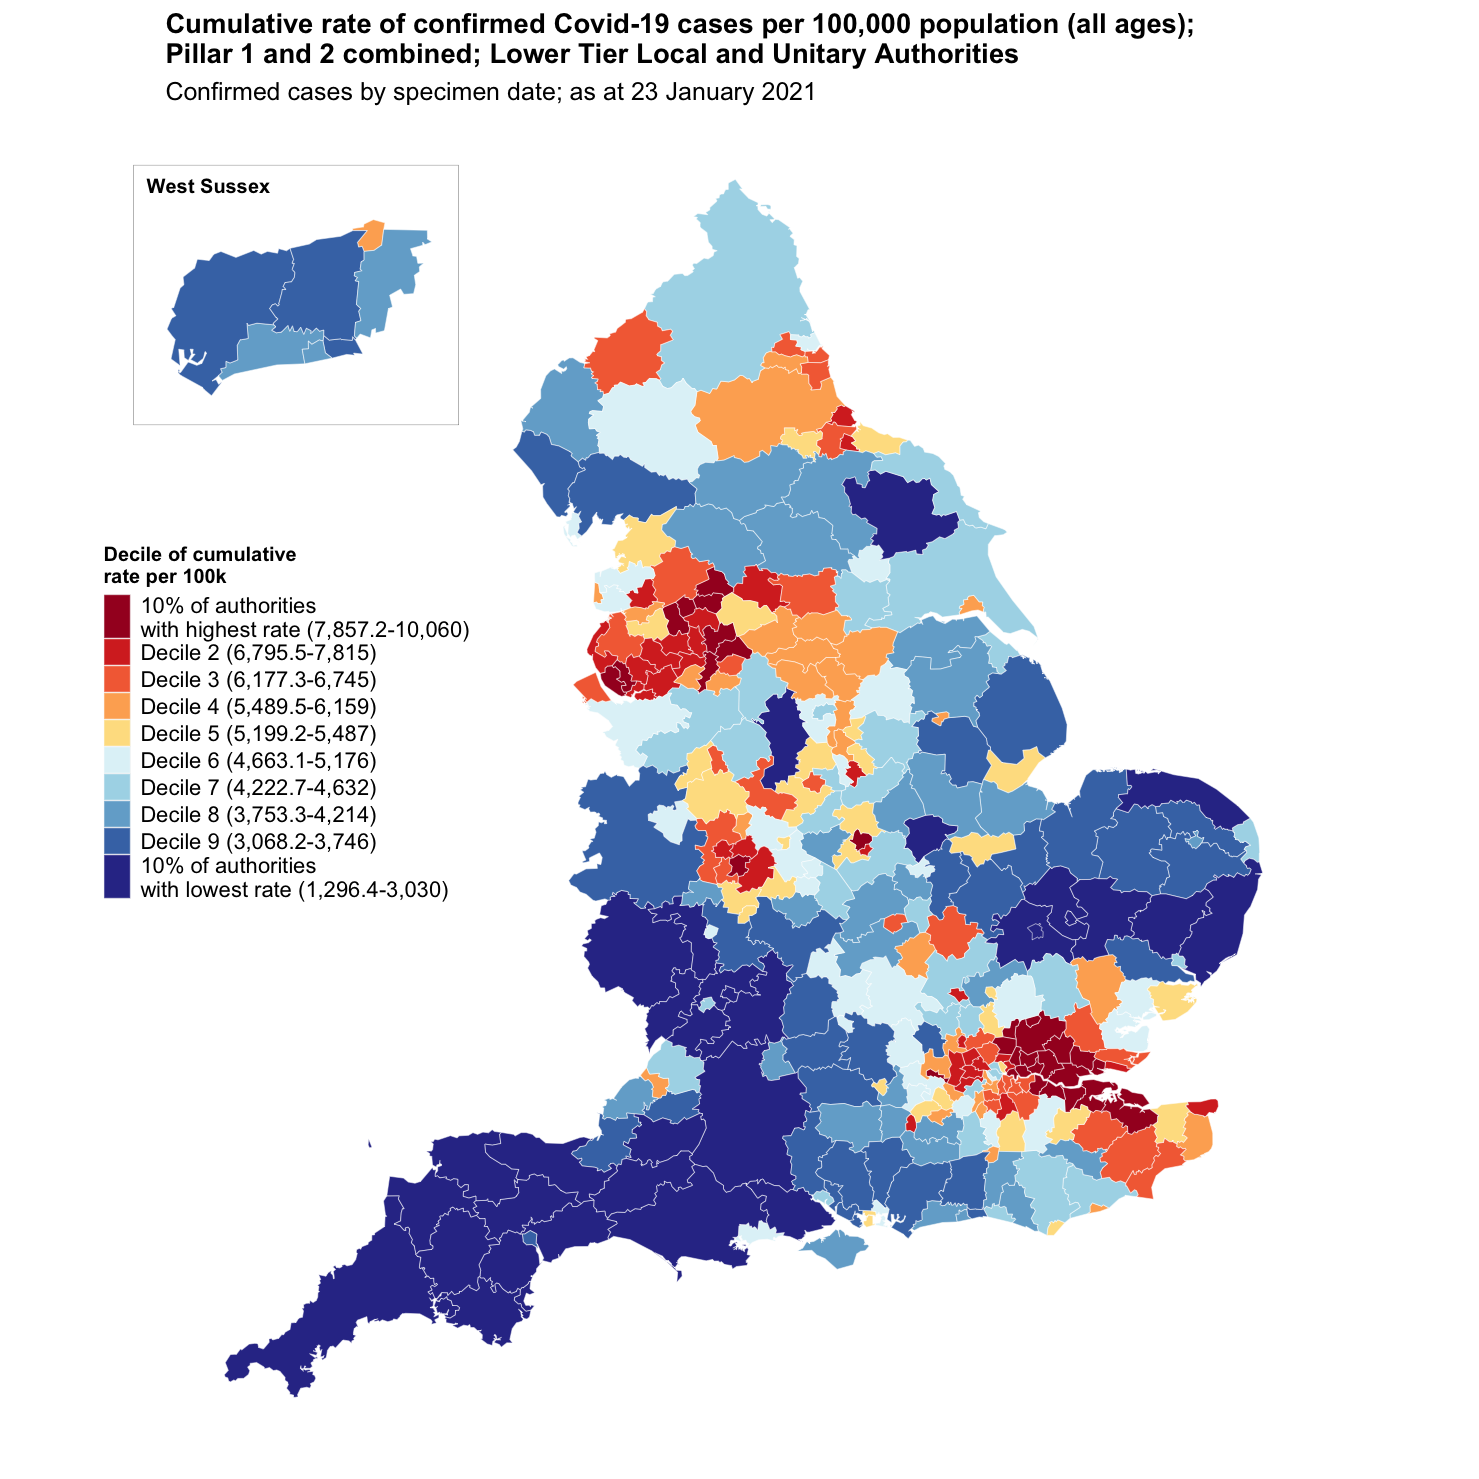 Cumulative rate of confirmed Covid-19 cases per 100,000 population (all ages);
Pillar 1 and 2 combined; Lower Tier Local and Unitary Authorities
Confirmed cases by specimen date; as at 23 January 2021
West Sussex
Decile of cumulative
rate per 100k
10% of authorities
with highest rate (7,857.2-10,060)
Decile 2 (6,795.5-7,815)
Decile 3 (6,177.3-6,745)
Decile 4 (5,489.5-6,159)
Decile 5 (5,199.2-5,487)
Decile 6 (4,663.1-5,176)
Decile 7 (4,222.7-4,632)
Decile 8 (3,753.3-4,214)
Decile 9 (3,068.2-3,746)
10% of authorities
with lowest rate (1,296.4-3,030)